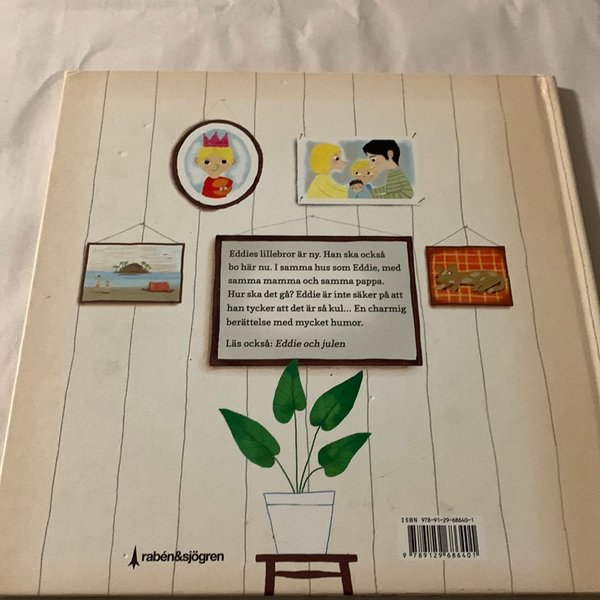 Eddies lillebror är ny. Han ska också
bo här nu. I samma hus som Eddie, med
samma mamma och samma pappa.
Hur ska det gå? Eddie är inte säker på att
han tycker att det är så kul... En charmig
berättelse med mycket humor.
Läs också: Eddie och julen
ISBN 978-91-29-68640-1
9 789129 686401
rabén&sjögren